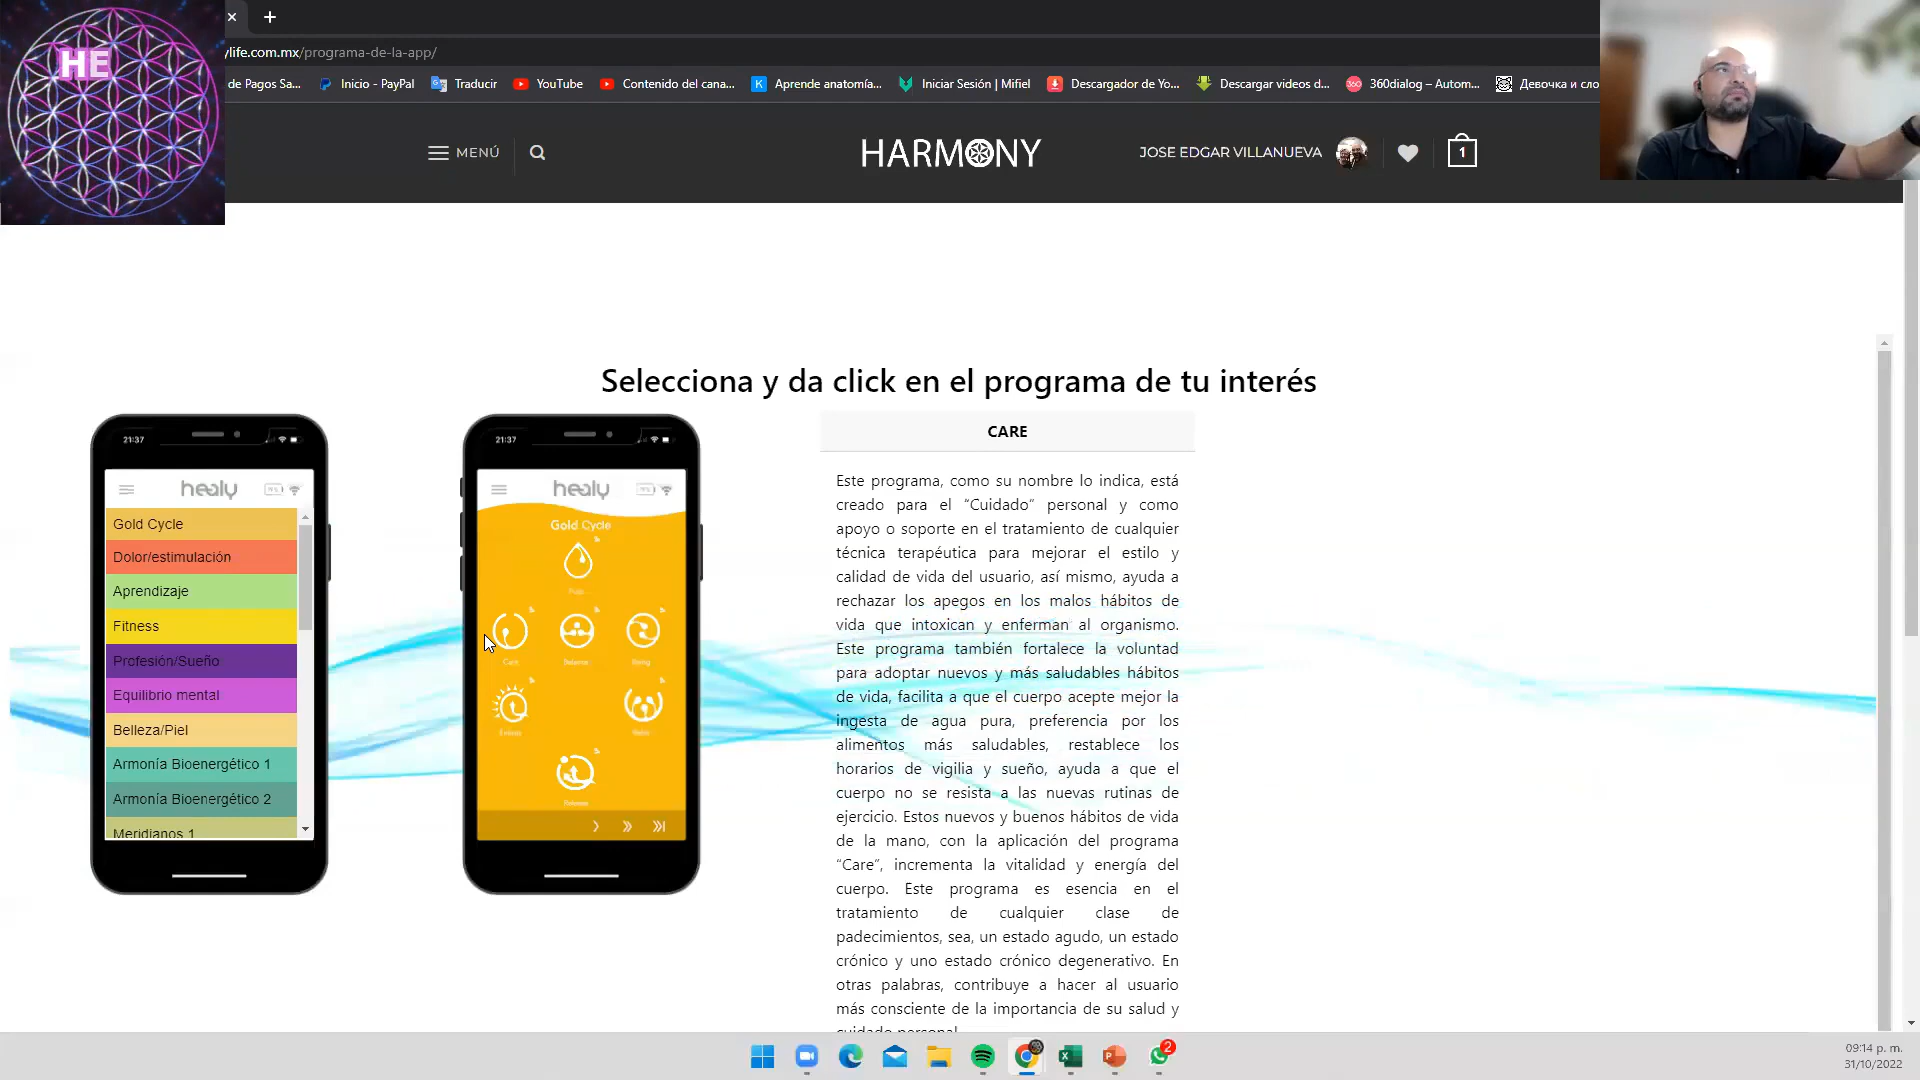 HE
ylife.com.mx/programa-de-la-app/
de Pagos Sa...
Inicio - PayPal
Traducir
YouTube
Contenido del cana...
Aprende anatomía...
Iniciar Sesión | Mifiel
Descargador de Yo...
Descargar videos d...
360dialog – Autom...
Девочка и сло
MENÚ
HARMONY
JOSE EDGAR VILLANUEVA
1
Selecciona y da click en el programa de tu interés
21:37
healy
Gold Cycle
Dolor/estimulación
Aprendizaje
Fitness
Profesión/Sueño
Equilibrio mental
Belleza/Piel
Armonía Bioenergético 1
Armonía Bioenergético 2
Meridianos 1
21:37
healy
Gold Cycle
Care
Balance
Being
Release
CARE
Este programa, como su nombre lo indica, está
creado para el “Cuidado” personal y como
apoyo o soporte en el tratamiento de cualquier
técnica terapéutica para mejorar el estilo y
calidad de vida del usuario, así mismo, ayuda a
rechazar los apegos en los malos hábitos de
vida que intoxican y enferman al organismo.
Este programa también fortalece la voluntad
para adoptar nuevos y más saludables hábitos
de vida, facilita a que el cuerpo acepte mejor la
ingesta de agua pura, preferencia por los
alimentos más saludables, restablece los
horarios de vigilia y sueño, ayuda a que el
cuerpo no se resista a las nuevas rutinas de
ejercicio. Estos nuevos y buenos hábitos de vida
de la mano, con la aplicación del programa
“Care”, incrementa la vitalidad y energía del
cuerpo. Este programa es esencia en el
tratamiento de cualquier clase de
padecimientos, sea, un estado agudo, un estado
crónico y uno estado crónico degenerativo. En
otras palabras, contribuye a hacer al usuario
más consciente de la importancia de su salud y
cuidado personal.
2
09:14 p. m.
31/10/2022